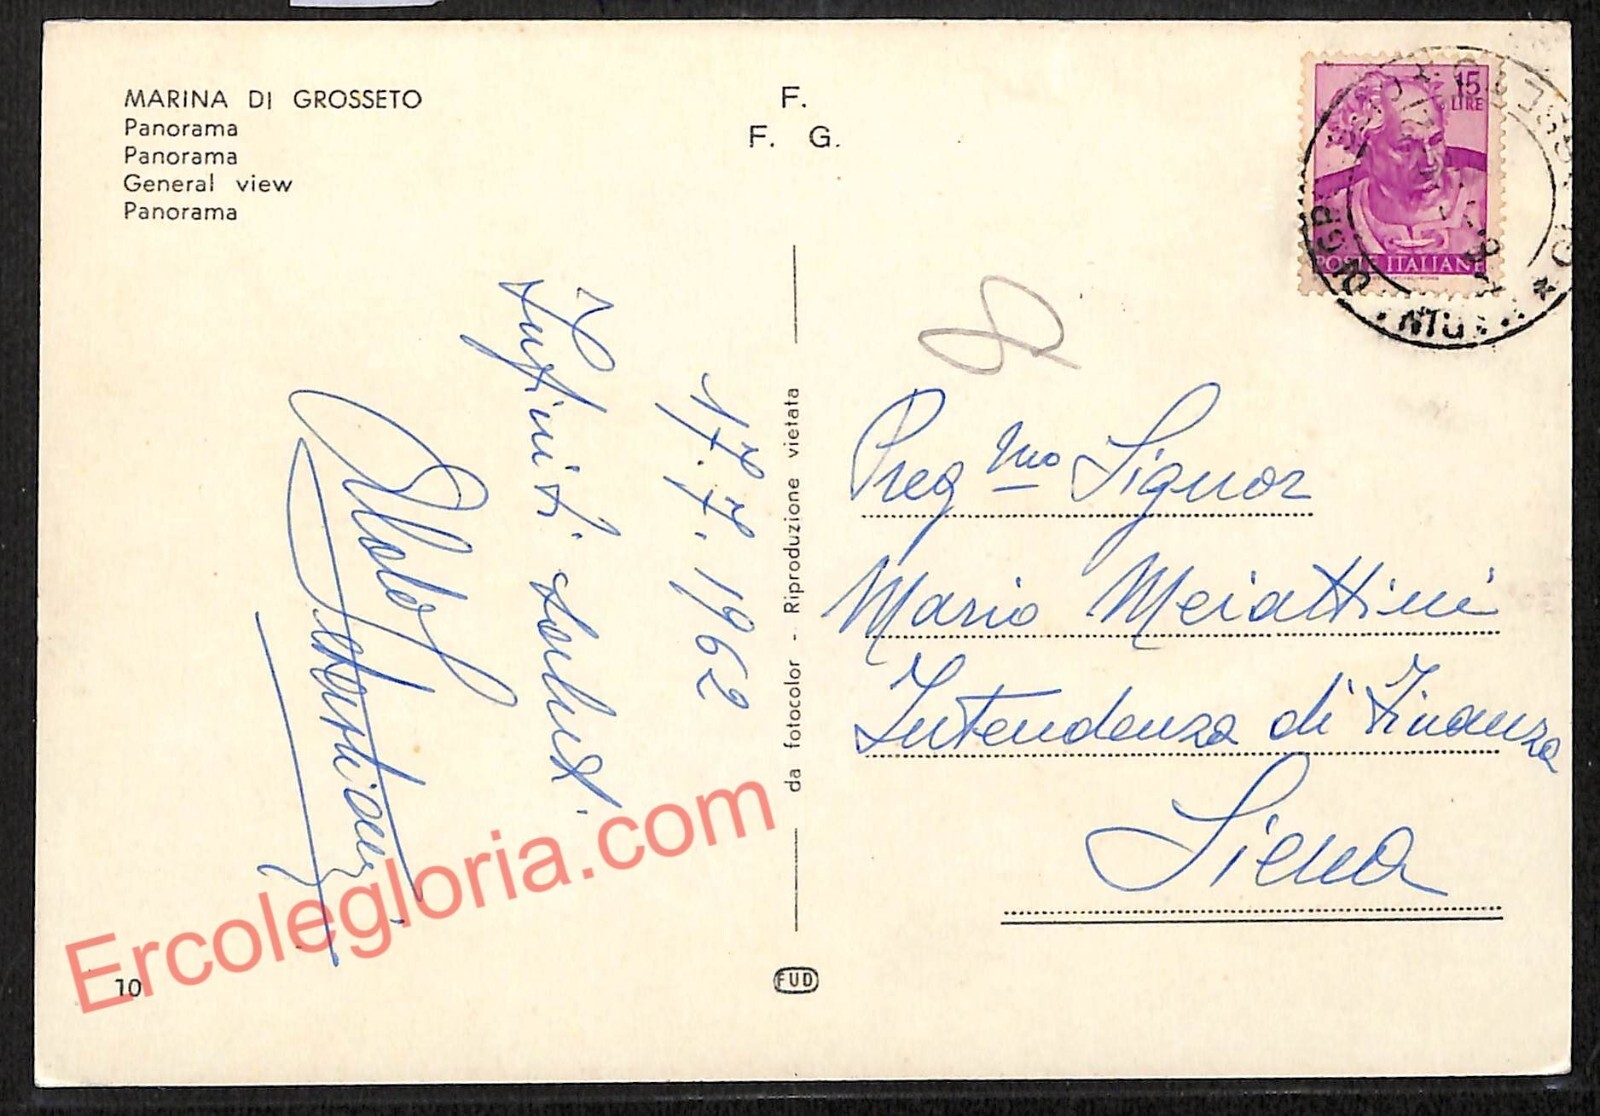 MARINA DI GROSSETO
Panorama
Panorama
General view
Panorama
F.
F. G.
15
LIRE
POSTE ITALIANE
17.7.1962
Infiniti saluti.
da fotocolor - Riproduzione vietata
Preg mo Signor
Mario Meiattini
Intendenza di Finanza
Siena
10
FUD
Ercolegloria.com